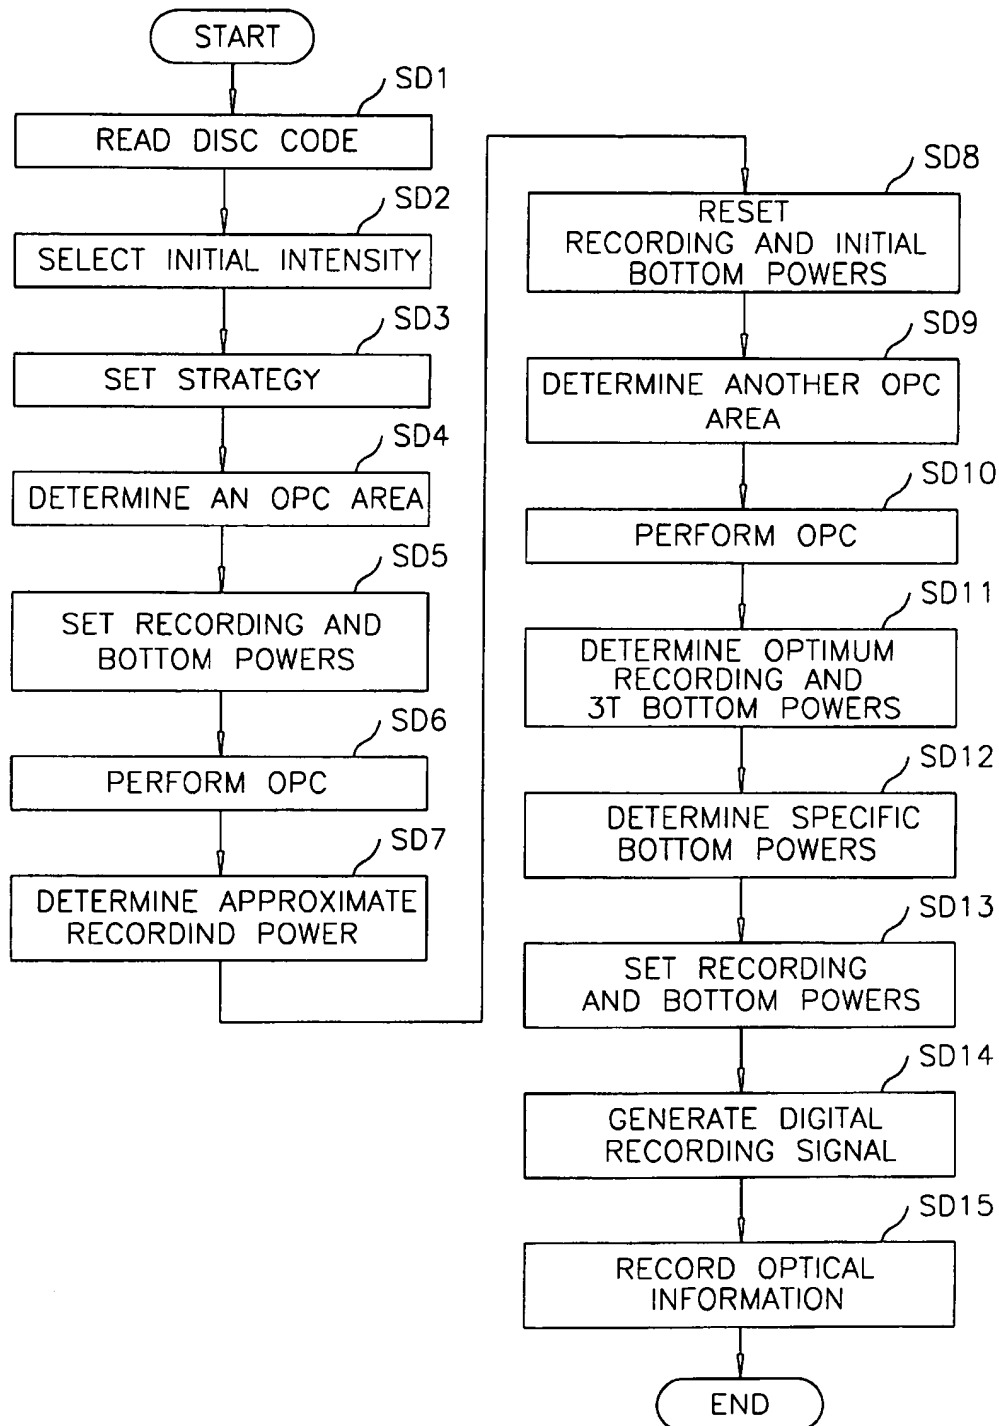 START
SD1
READ DISC CODE
SD2
SELECT INITIAL INTENSITY
SD3
SET STRATEGY
SD4
DETERMINE AN OPC AREA
SD5
SET RECORDING AND
BOTTOM POWERS
SD6
PERFORM OPC
SD7
DETERMINE APPROXIMATE
RECORDIND POWER
SD8
RESET
RECORDING AND INITIAL
BOTTOM POWERS
SD9
DETERMINE ANOTHER OPC
AREA
SD10
PERFORM OPC
SD11
DETERMINE OPTIMUM
RECORDING AND
3T BOTTOM POWERS
SD12
DETERMINE SPECIFIC
BOTTOM POWERS
SD13
SET RECORDING
AND BOTTOM POWERS
SD14
GENERATE DIGITAL
RECORDING SIGNAL
SD15
RECORD OPTICAL
INFORMATION
END